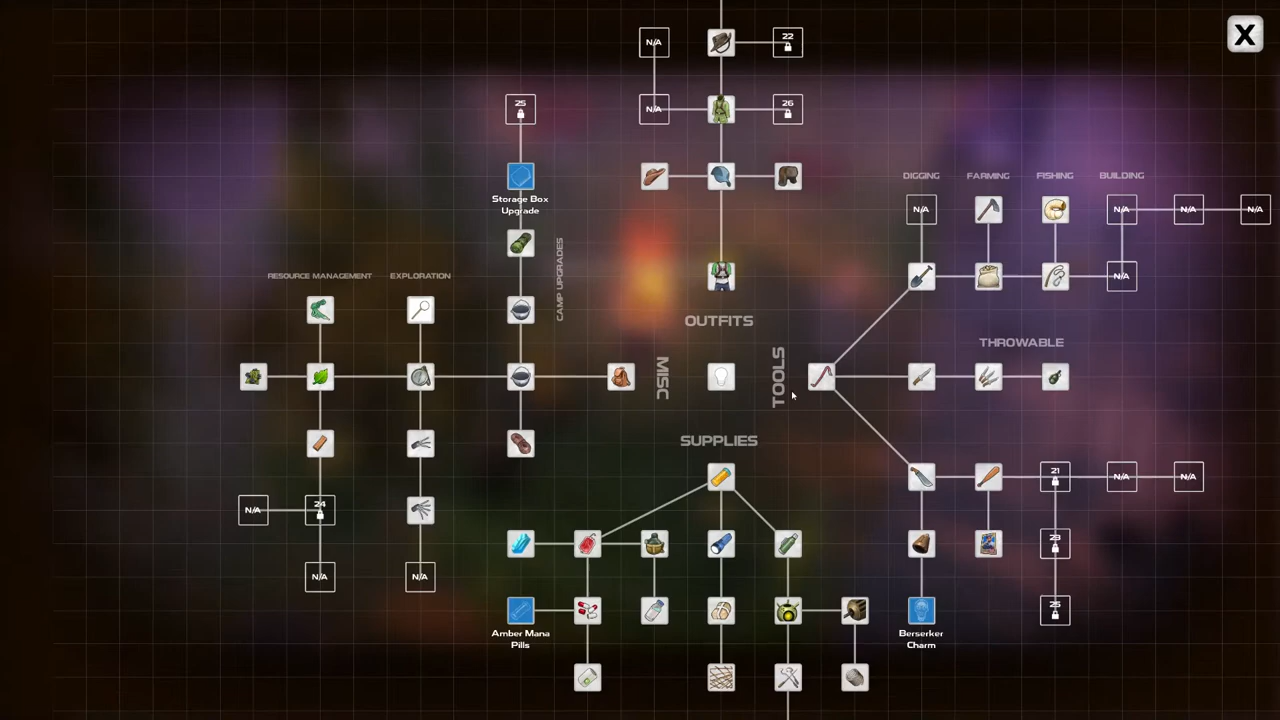 N/A
22
X
25
N/A
26
DIGGING
FARMING
FISHING
BUILDING
Storage Box
Upgrade
N/A
N/A
N/A
N/A
CAMP UPGRADES
RESOURCE MANAGEMENT
EXPLORATION
N/A
OUTFITS
THROWABLE
MISC
TOOLS
SUPPLIES
21
N/A
N/A
N/A
24
23
N/A
N/A
25
Amber Mana
Pills
Berserker
Charm